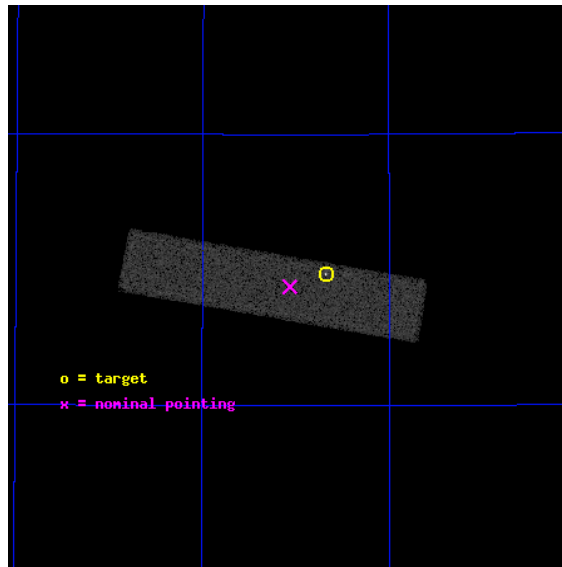 o = target
x = nominal pointing